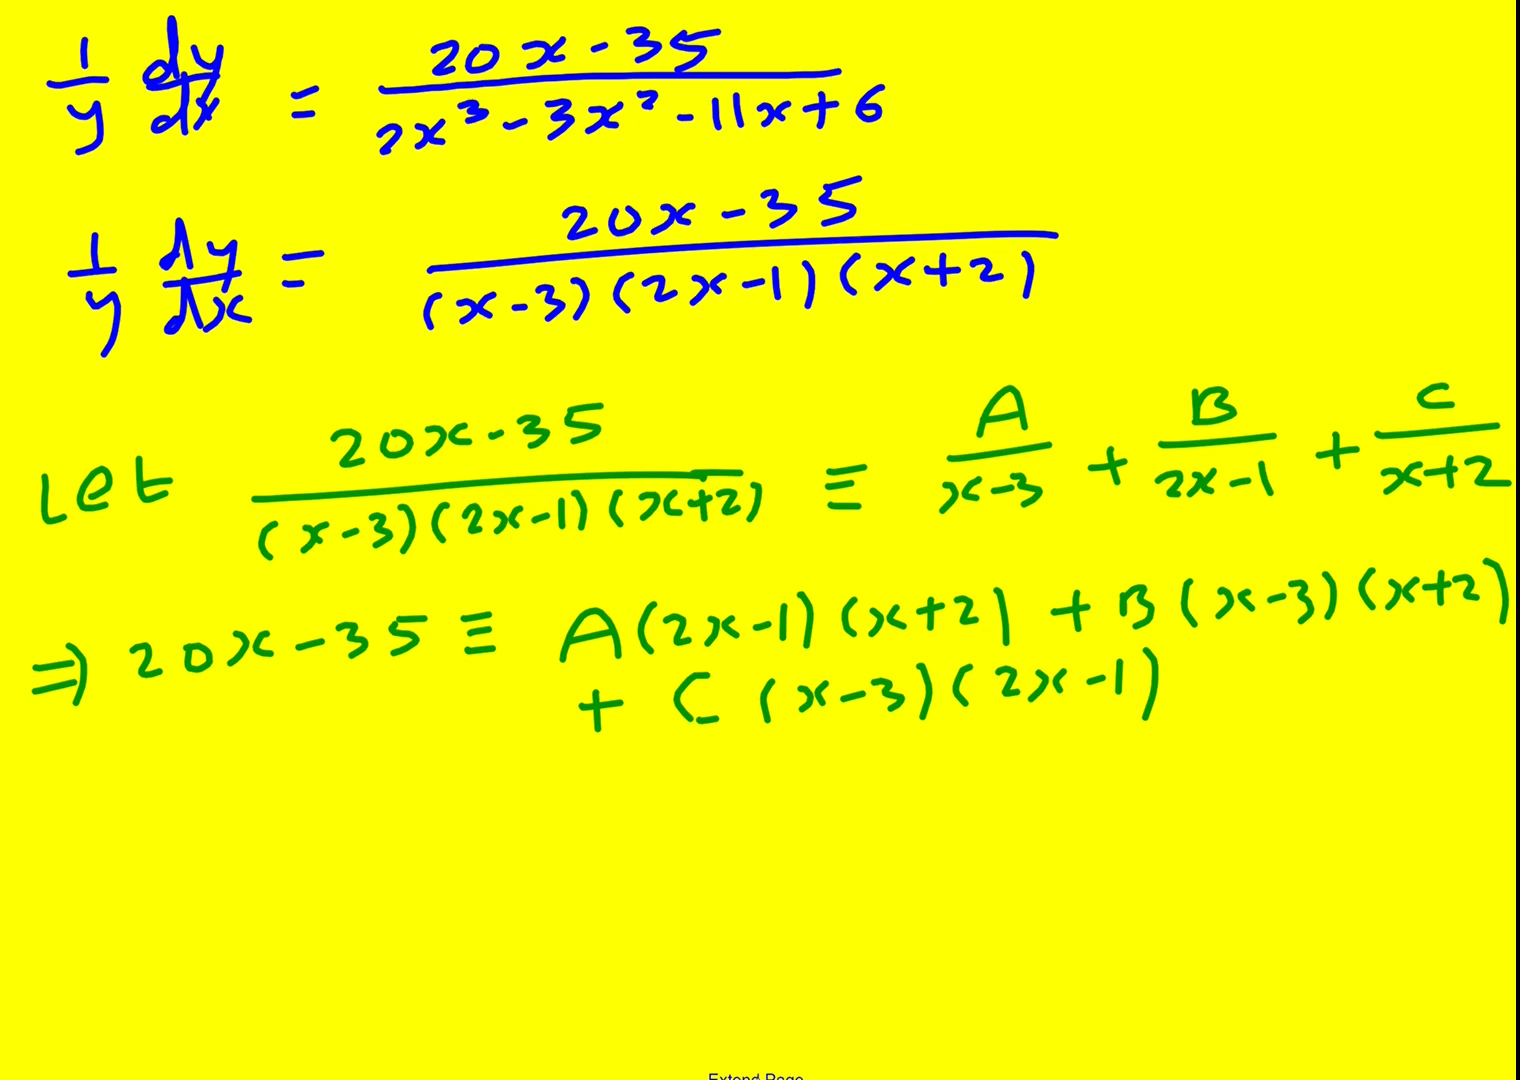 1/y dy/dx = (20x - 35)/(2x³ - 3x² - 11x + 6)
1/y dy/dx = (20x - 35)/((x-3)(2x-1)(x+2))
Let (20x - 35)/((x-3)(2x-1)(x+2)) ≡ A/(x-3) + B/(2x-1) + C/(x+2)
⇒ 20x - 35 ≡ A(2x-1)(x+2) + B(x-3)(x+2)
+ C(x-3)(2x-1)
Extend Page